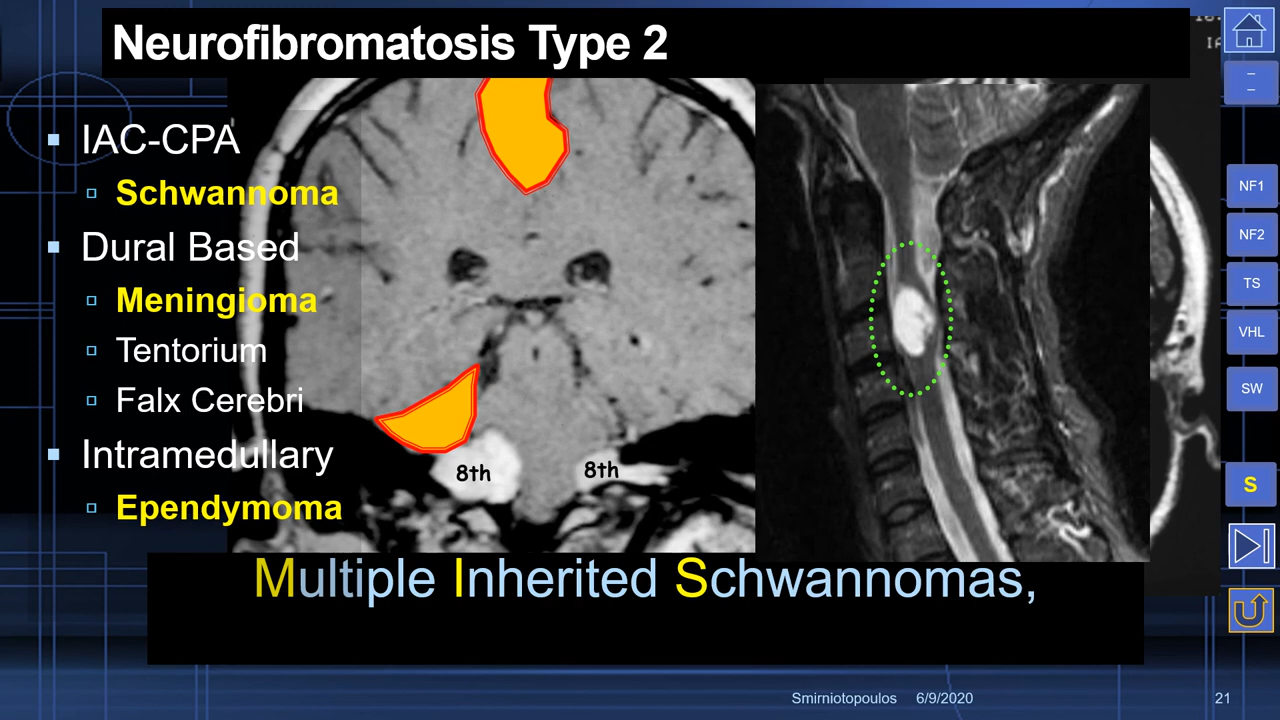 Neurofibromatosis Type 2
IAC-CPA
Schwannoma
Dural Based
Meningioma
Tentorium
Falx Cerebri
Intramedullary
Ependymoma
8th
8th
Multiple Inherited Schwannomas,
NF1
NF2
TS
VHL
SW
S
Smirniotopoulos 6/9/2020 21